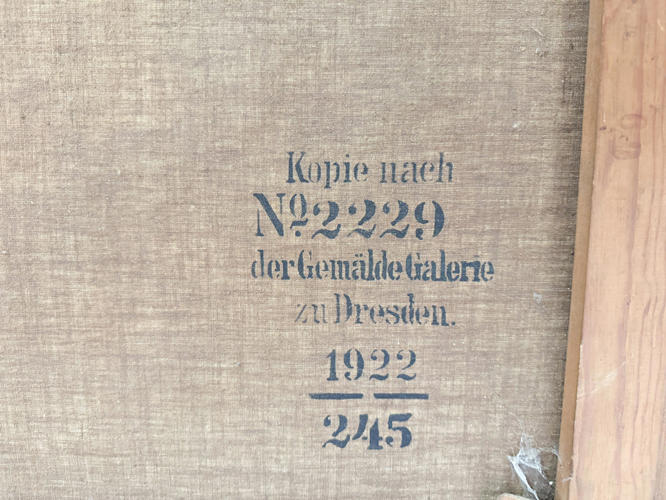 Kopie nach
Nº 2229
der Gemälde Galerie
zu Dresden.
1922
245